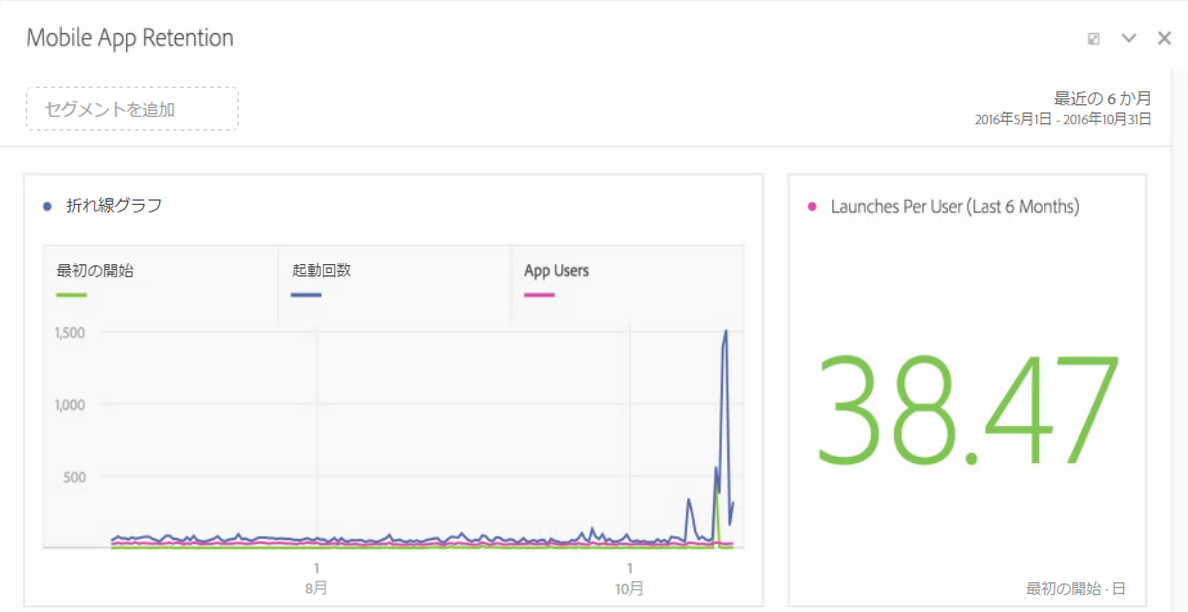 Mobile App Retention
セグメントを追加
最近の 6 か月
2016年5月1日 - 2016年10月31日
折れ線グラフ
最初の開始
起動回数
App Users
1,500
1,000
500
1
8月
1
10月
Launches Per User (Last 6 Months)
38.47
最初の開始 · 日